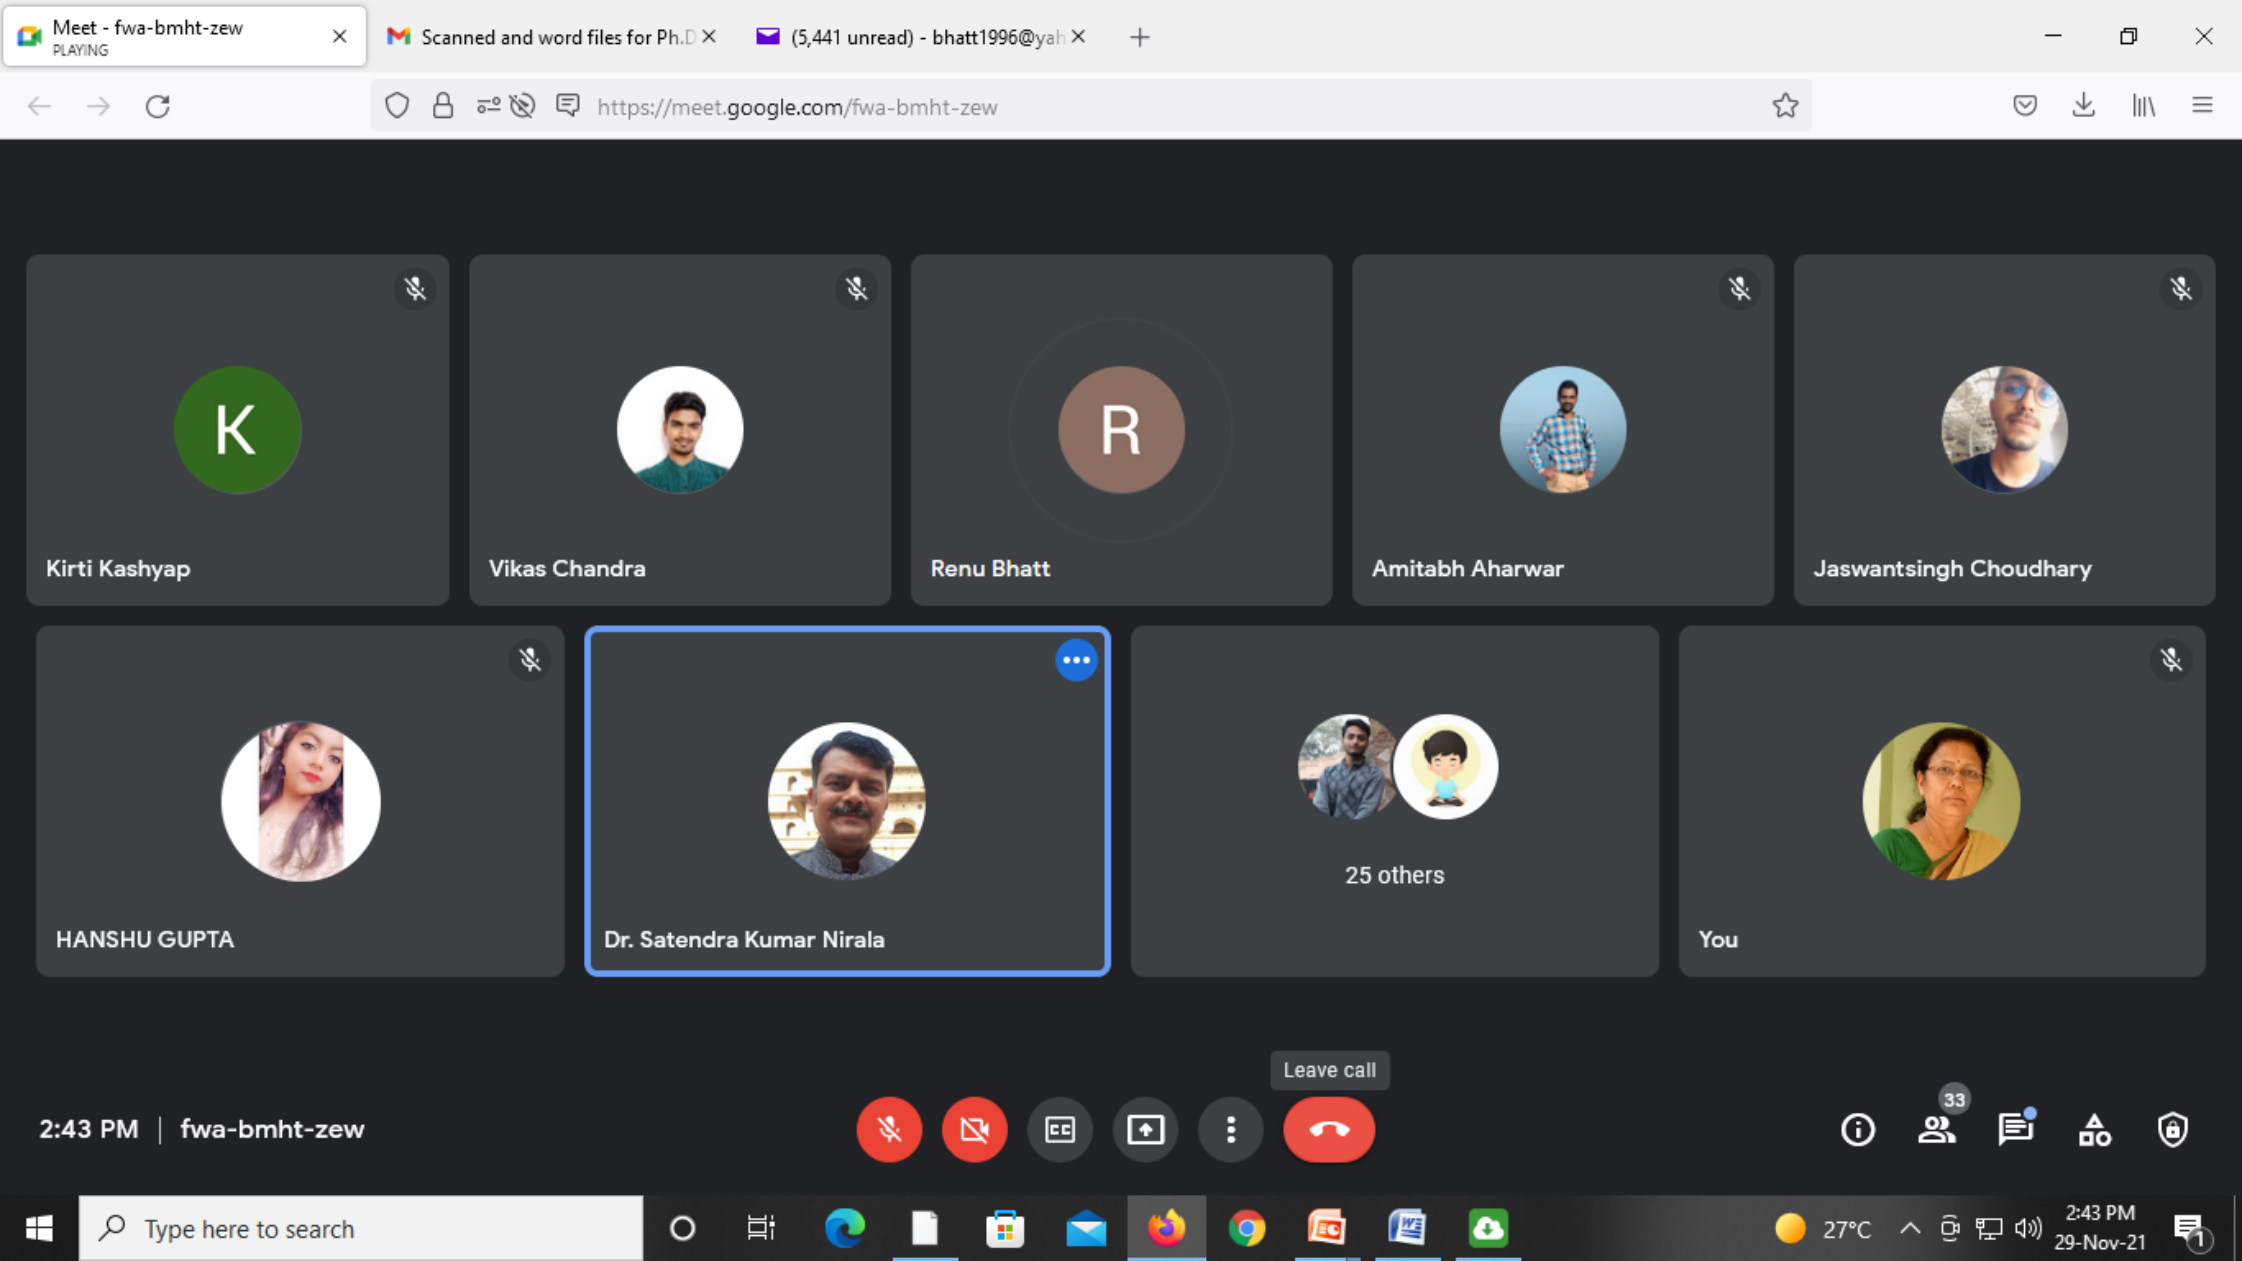 Meet - fwa-bmht-zew
PLAYING
Scanned and word files for Ph.D
(5,441 unread) - bhatt1996@yah
https://meet.google.com/fwa-bmht-zew
K
R
Kirti Kashyap
Vikas Chandra
Renu Bhatt
Amitabh Aharwar
Jaswantsingh Choudhary
25 others
HANSHU GUPTA
Dr. Satendra Kumar Nirala
You
Leave call
33
2:43 PM | fwa-bmht-zew
CC
Type here to search
27°C
2:43 PM
29-Nov-21
1